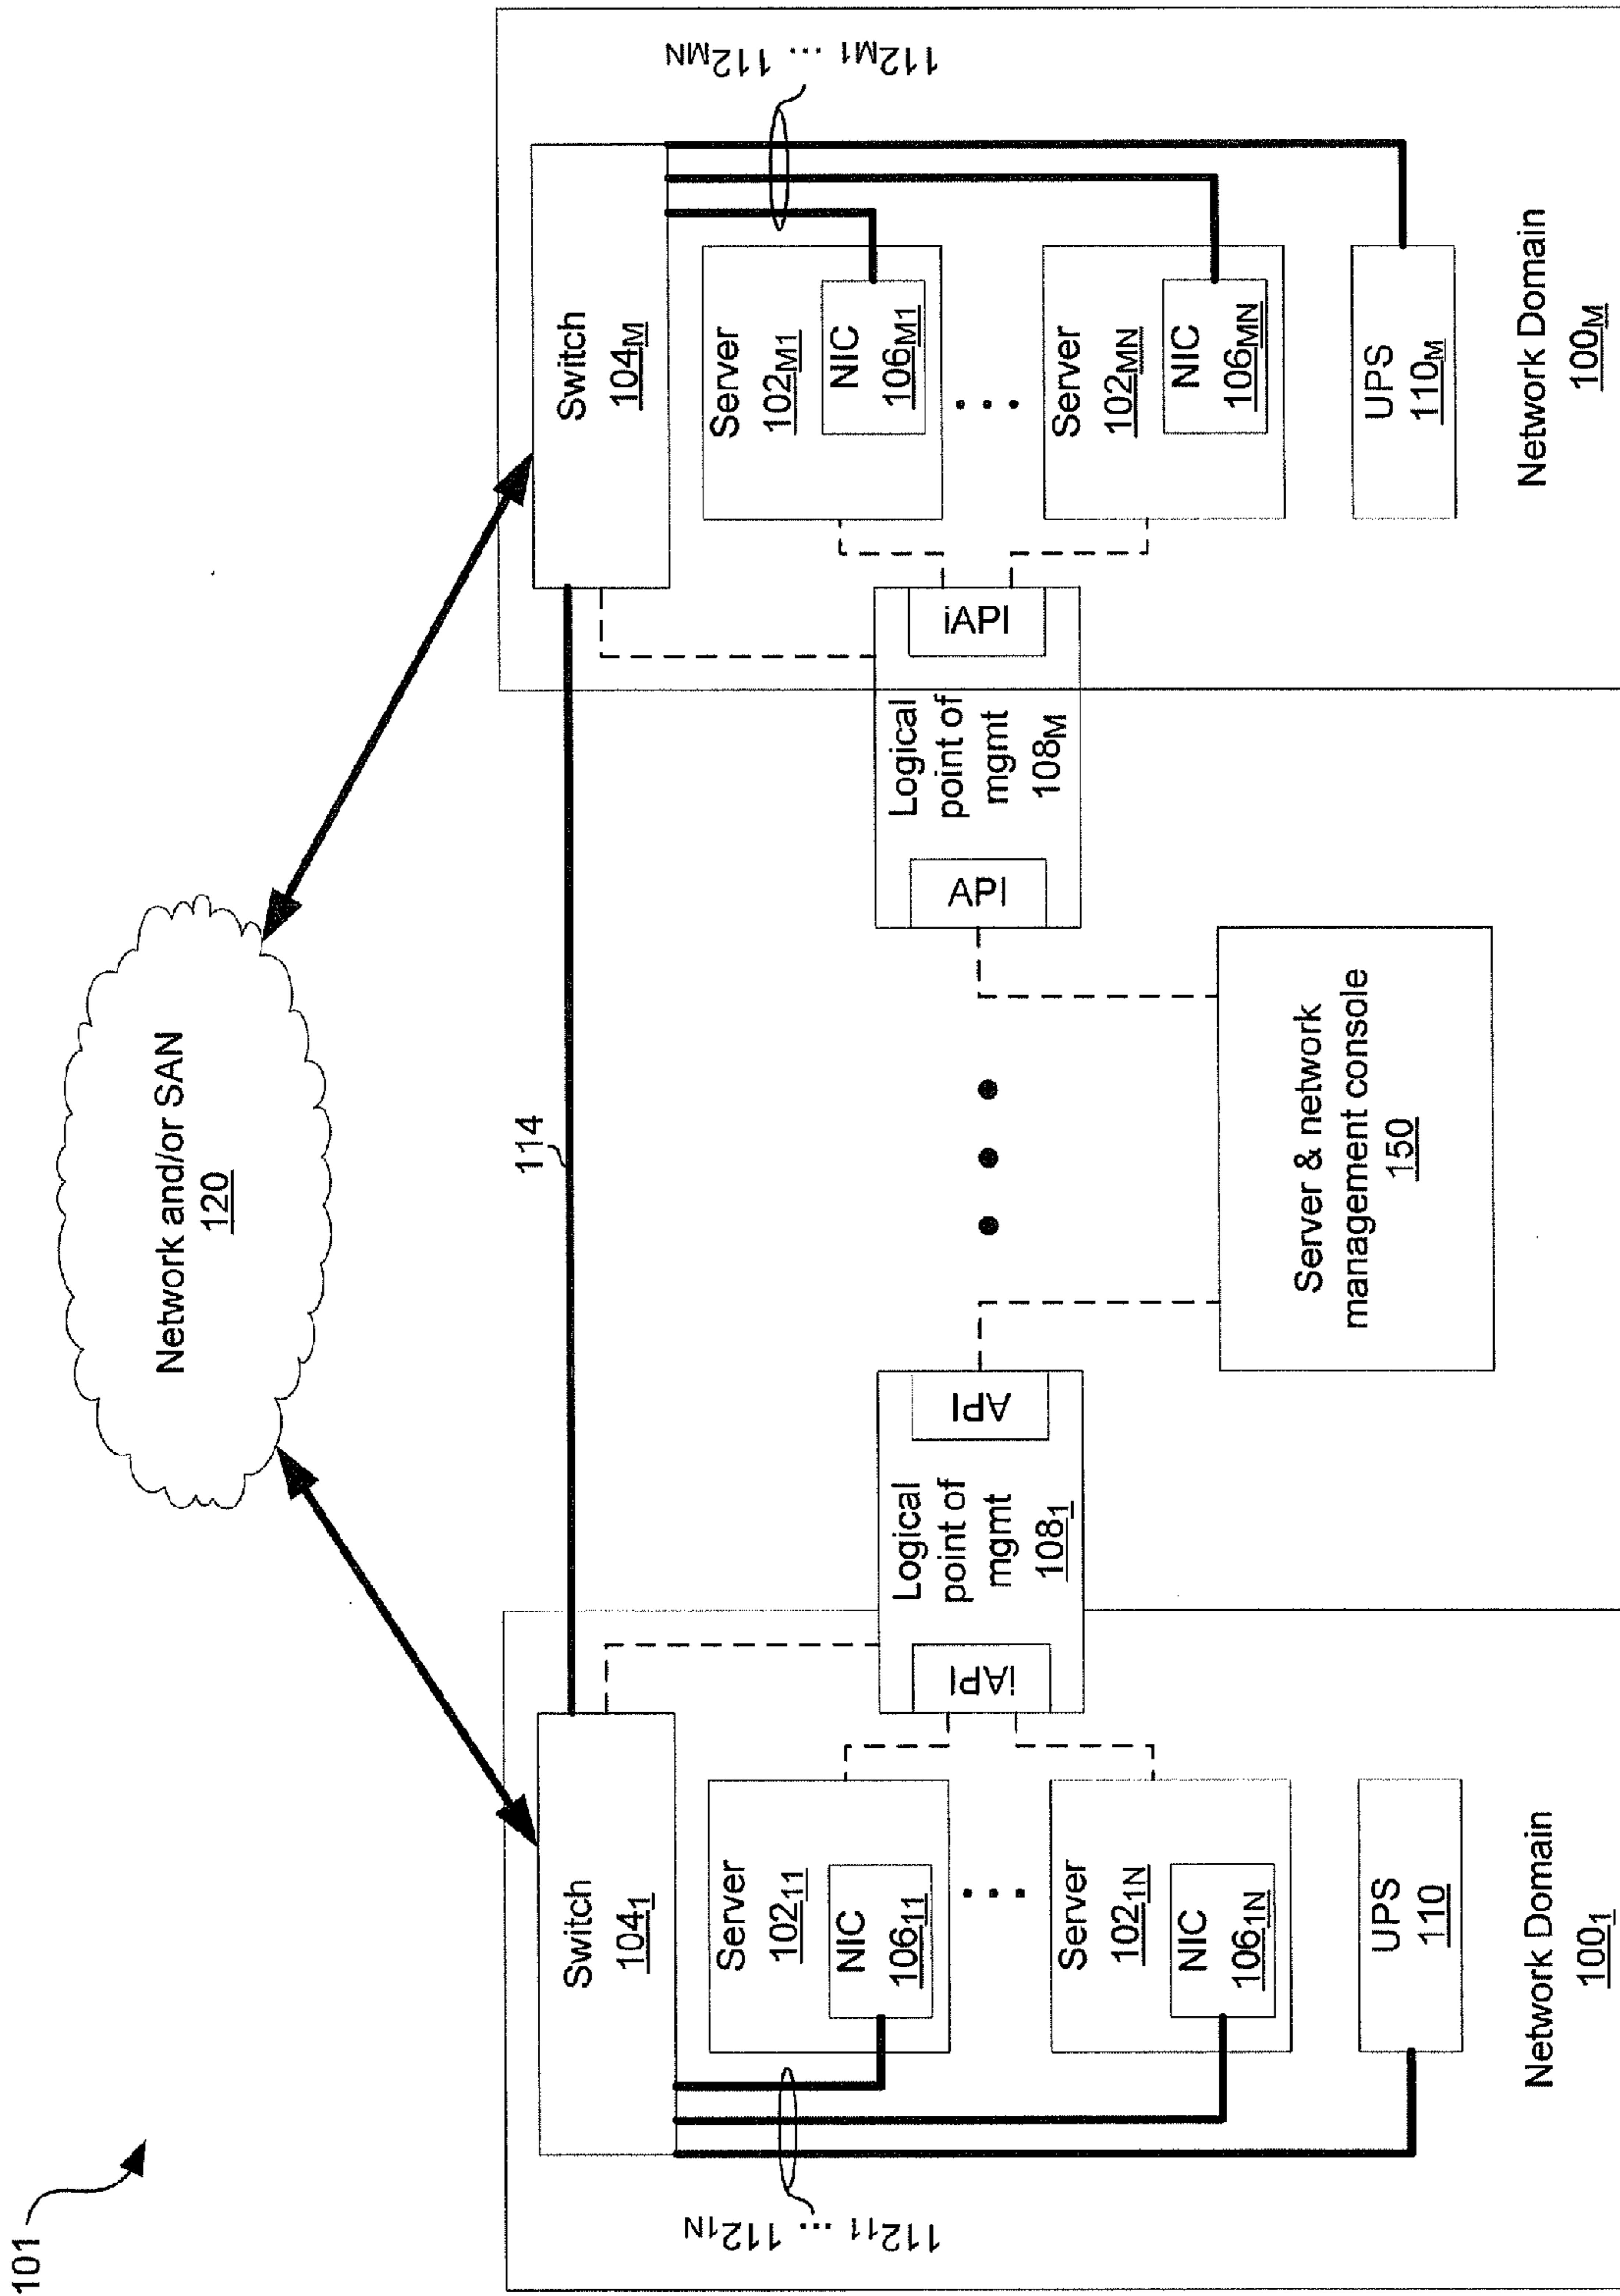 101
Network and/or SAN
120
114
Switch
104₁
Server
102₁₁
NIC
106₁₁
...
Server
102₁N
NIC
106₁N
UPS
110
Network Domain
100₁
112₁₁ ... 112₁N
Logical
point of
mgmt
108₁
iAPI
API
...
Server & network
management console
150
Logical
point of
mgmt
108M
API
iAPI
Switch
104M
Server
102M1
NIC
106M1
...
Server
102MN
NIC
106MN
UPS
110M
Network Domain
100M
112M1 ... 112MN